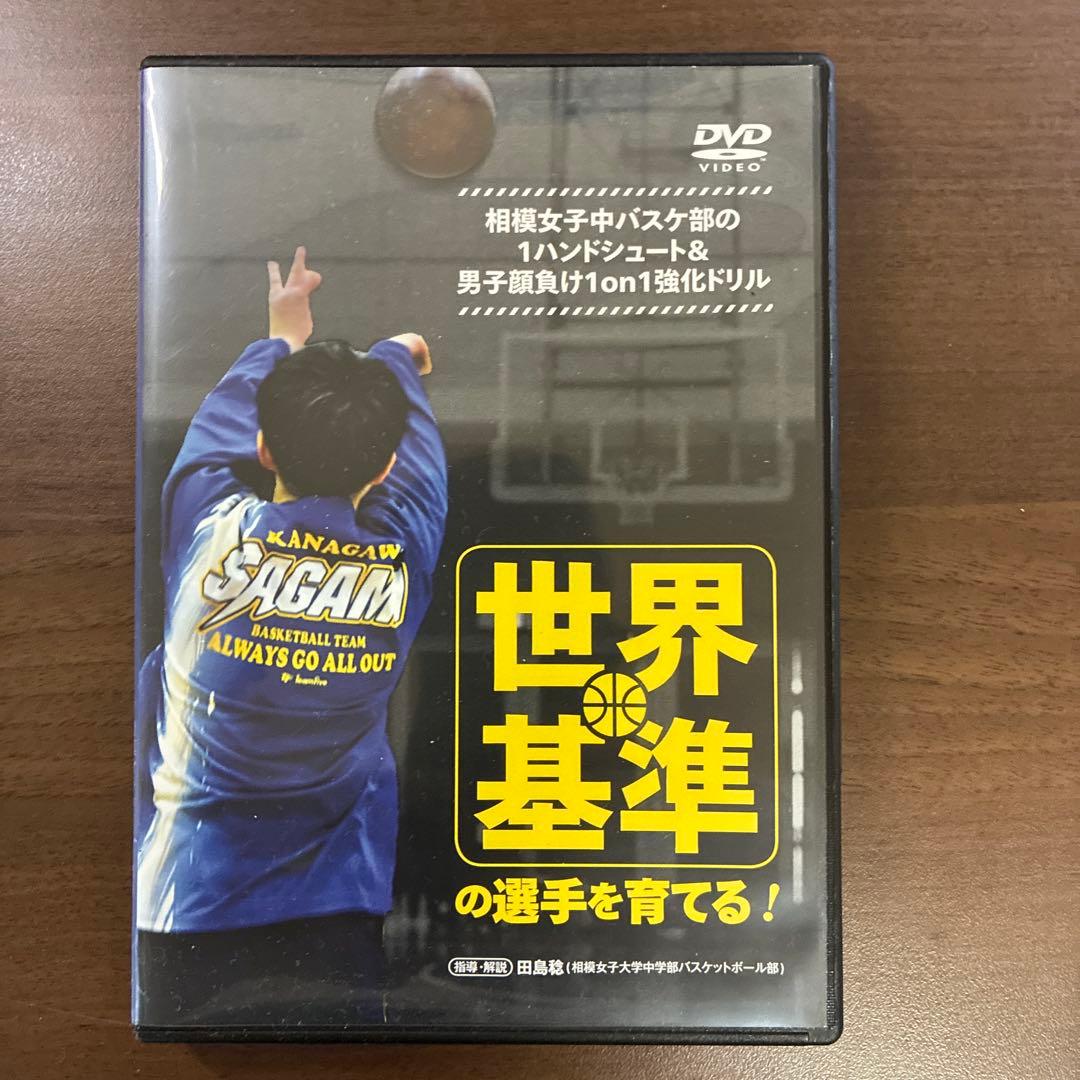 DVD
VIDEO™
相模女子中バスケ部の
1ハンドシュート&
男子顔負け1on1強化ドリル
KANAGAW
SAGAM
BASKETBALL TEAM
ALWAYS GO ALL OUT
teamfive
世界
基準
の選手を育てる!
指導・解説 田島稔(相模女子大学中学部バスケットボール部)